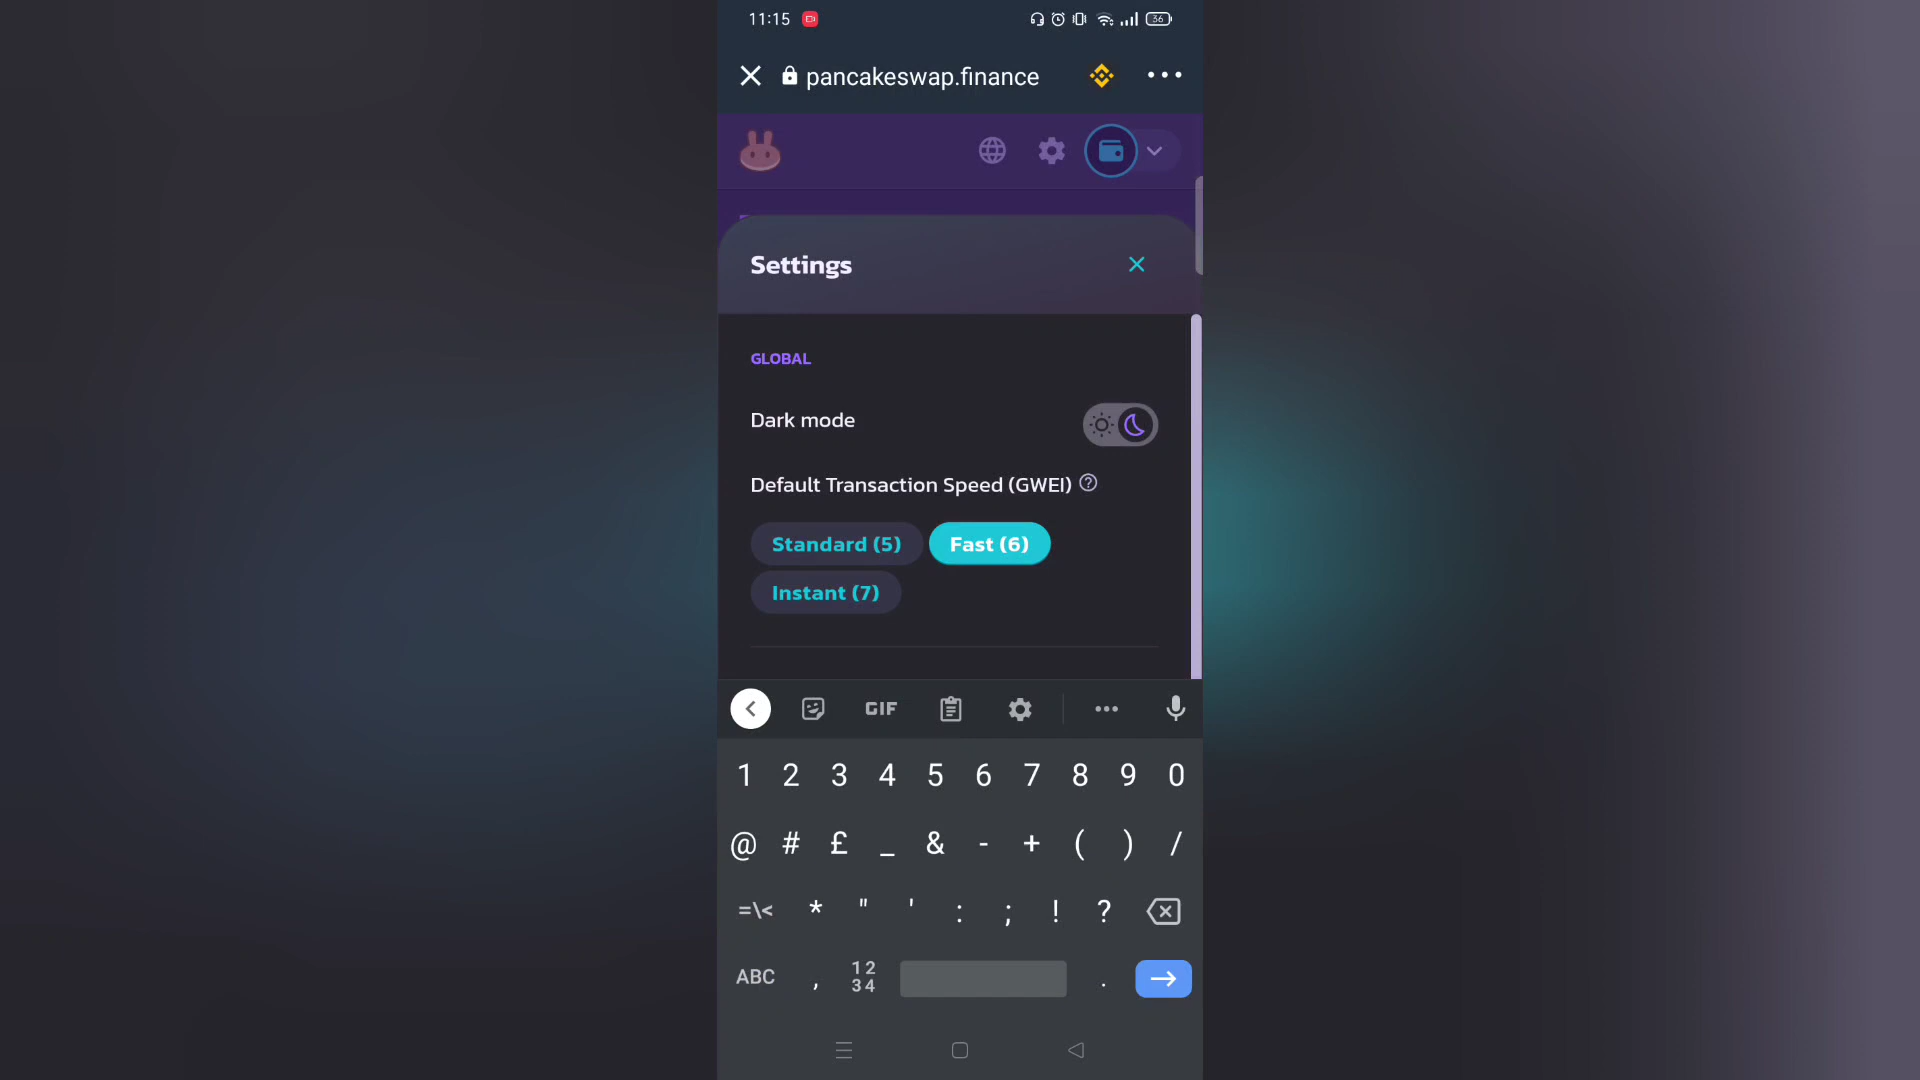 11:15
36
pancakeswap.finance
Settings
GLOBAL
Dark mode
Default Transaction Speed (GWEI) ?
Standard (5) Fast (6)
Instant (7)
GIF
1 2 3 4 5 6 7 8 9 0
@ # £ _ & - + ( ) /
=\< * " ' : ; ! ?
ABC , 12 34 .